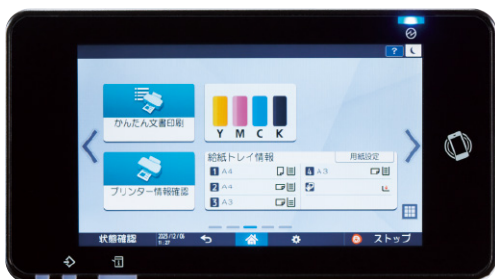 ?
かんたん文書印刷
Y M C K
プリンター情報確認
給紙トレイ情報
用紙設定
1 A4
2 A4
3 A3
4 A3
状態確認
ストップ